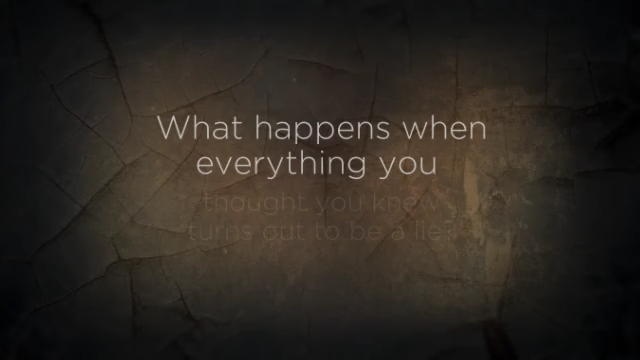 What happens when
everything you
thought you knew
turns out to be a lie?